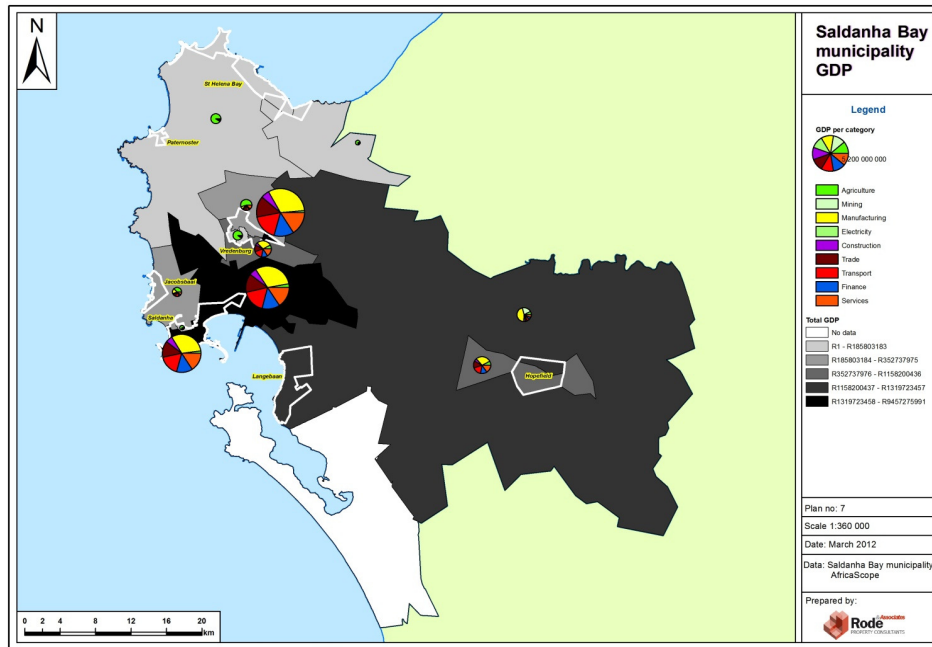 N
Saldanha Bay
municipality
GDP
Legend
GDP per category
5 200 000 000
Agriculture
Mining
Manufacturing
Electricity
Construction
Trade
Transport
Finance
Services
Total GDP
No data
R1 - R185803183
R185803184 - R352737975
R352737976 - R1158200436
R1158200437 - R1319723457
R1319723458 - R9457275991
Plan no: 7
Scale 1:360 000
Date: March 2012
Data: Saldanha Bay municipality
AfricaScope
Prepared by:
Rode
& Associates
PROPERTY CONSULTANTS
St Helena Bay
Paternoster
Vredenburg
Jacobsbaai
Saldanha
Langebaan
Hopefield
0 2 4 8 12 16 20
km